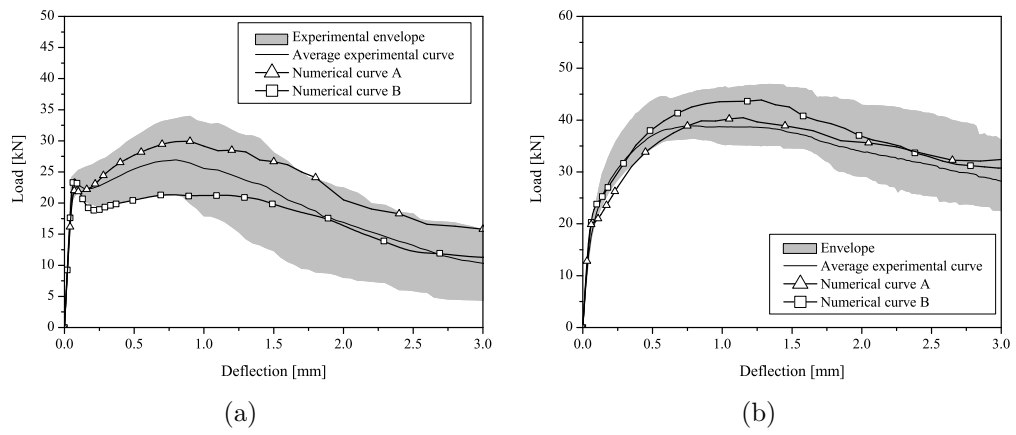 50
45
40
35
30
25
20
15
10
5
0
Load [kN]
0.0 0.5 1.0 1.5 2.0 2.5 3.0
Deflection [mm]
Experimental envelope
Average experimental curve
Numerical curve A
Numerical curve B
(a)
60
50
40
30
20
10
0
Load [kN]
0.0 0.5 1.0 1.5 2.0 2.5 3.0
Deflection [mm]
Envelope
Average experimental curve
Numerical curve A
Numerical curve B
(b)